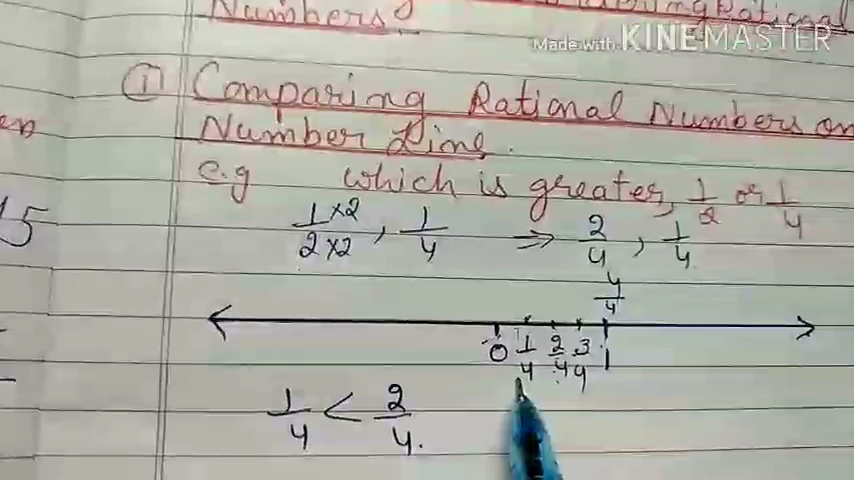 Numbers.
Made with KINEMASTER
① Comparing Rational Numbers on
Number Line.
e.g which is greater, 1/2 or 1/4
1×2/2×2, 1/4 ⇒ 2/4, 1/4
4/4
0 1/4 2/4 3/4 1
15
1/4 < 2/4.